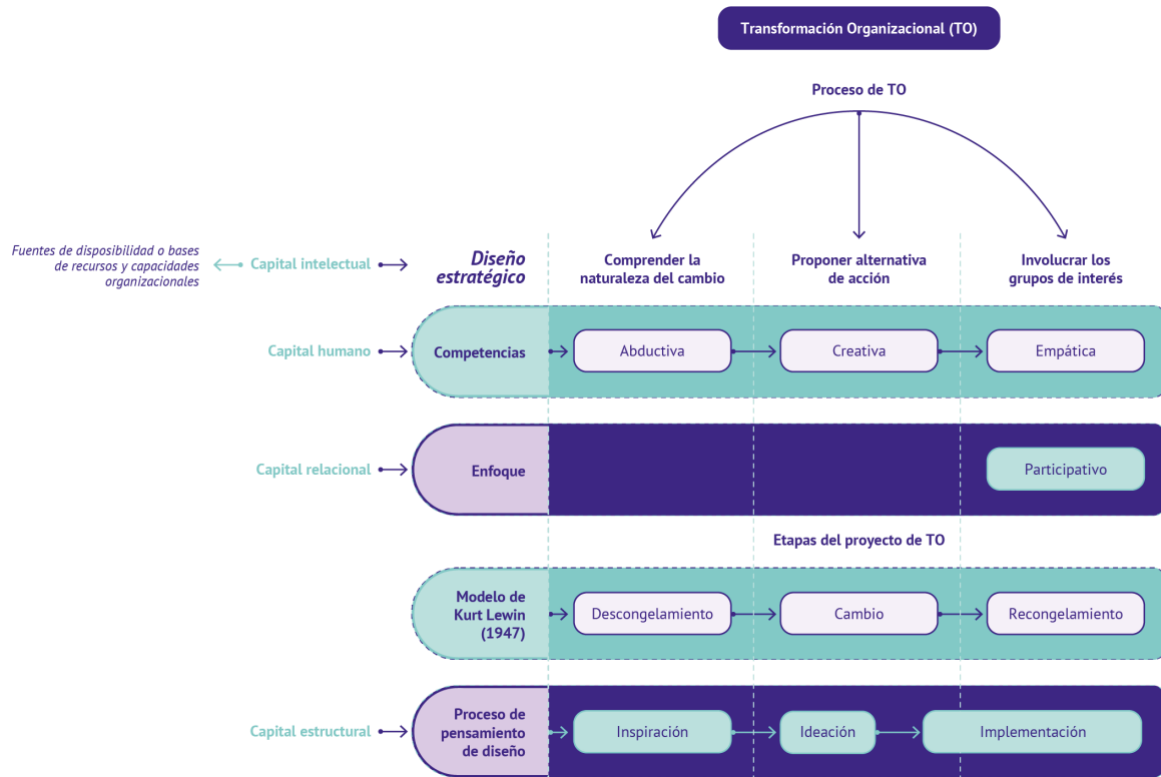 Transformación Organizacional (TO)
Proceso de TO
Fuentes de disposibilidad o bases
de recursos y capacidades
organizacionales
Capital intelectual
Diseño
estratégico
Comprender la
naturaleza del cambio
Proponer alternativa
de acción
Involucrar los
grupos de interés
Capital humano
Competencias
Abductiva
Creativa
Empática
Capital relacional
Enfoque
Participativo
Etapas del proyecto de TO
Modelo de
Kurt Lewin
(1947)
Descongelamiento
Cambio
Recongelamiento
Capital estructural
Proceso de
pensamiento
de diseño
Inspiración
Ideación
Implementación